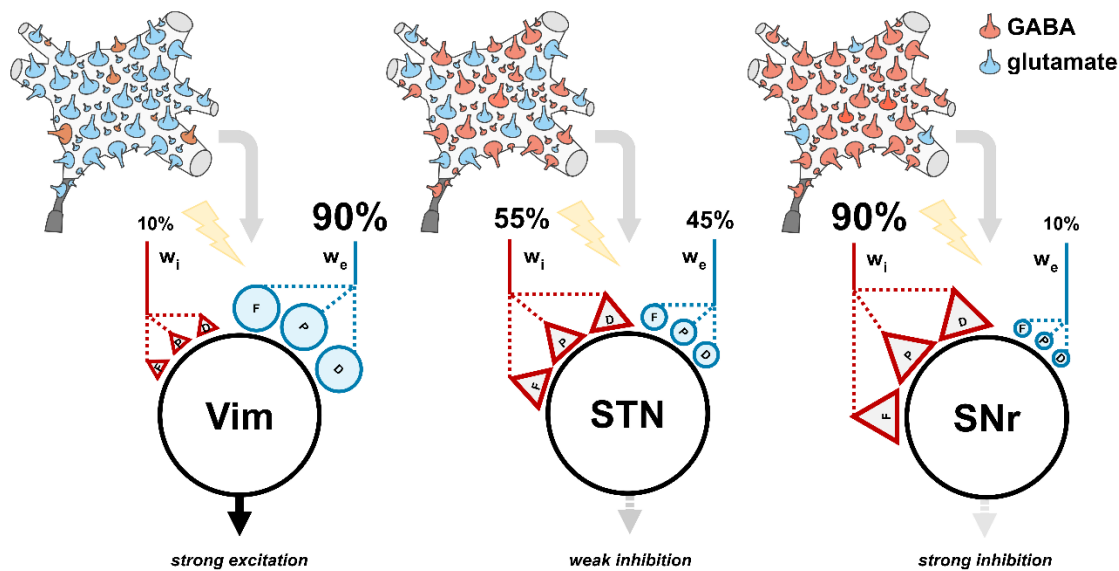 GABA
glutamate
10%
90%
55%
45%
90%
10%
wi
we
wi
we
wi
we
F
P
D
F
P
D
F
P
D
F
P
D
F
P
D
F
P
D
Vim
STN
SNr
strong excitation
weak inhibition
strong inhibition